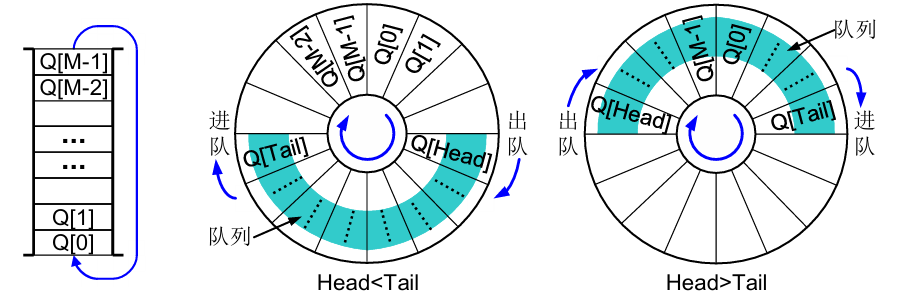 Q[M-1]
Q[M-2]
...
...
Q[1]
Q[0]
Q[M-2]
Q[M-1]
Q[0]
Q[1]
进队
出队
Q[Tail]
Q[Head]
队列
Head<Tail
Q[M-1]
Q[0]
队列
Q[Head]
Q[Tail]
出队
进队
Head>Tail